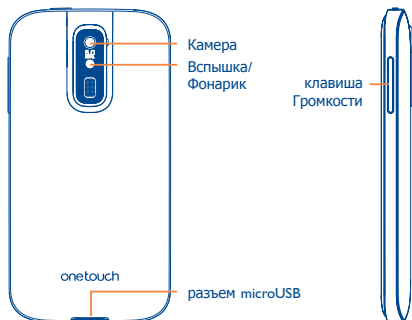 Камера
Вспышка/
Фонарик
клавиша
Громкости
onetouch
разъем microUSB